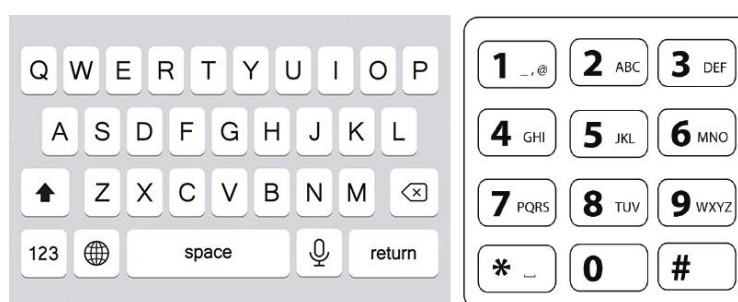 Q W E R T Y U I O P
A S D F G H J K L
Z X C V B N M
123 space return
1 _,@ 2 ABC 3 DEF
4 GHI 5 JKL 6 MNO
7 PQRS 8 TUV 9 WXYZ
* ⎵ 0 #